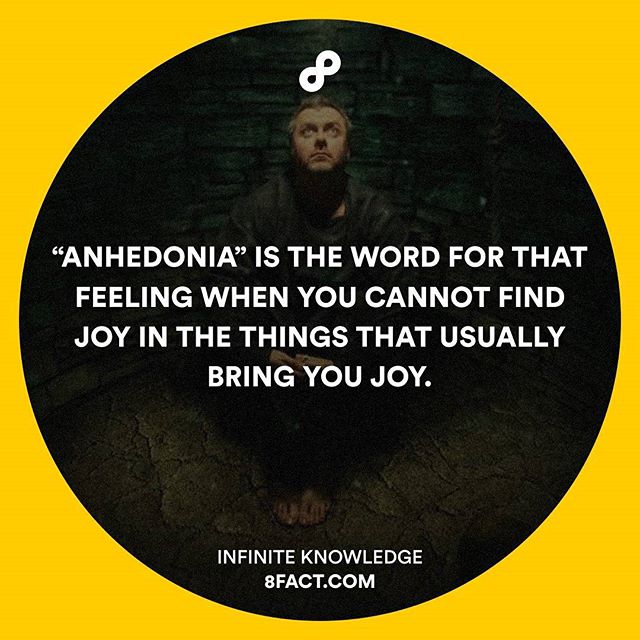 “ANHEDONIA” IS THE WORD FOR THAT
FEELING WHEN YOU CANNOT FIND
JOY IN THE THINGS THAT USUALLY
BRING YOU JOY.
INFINITE KNOWLEDGE
8FACT.COM